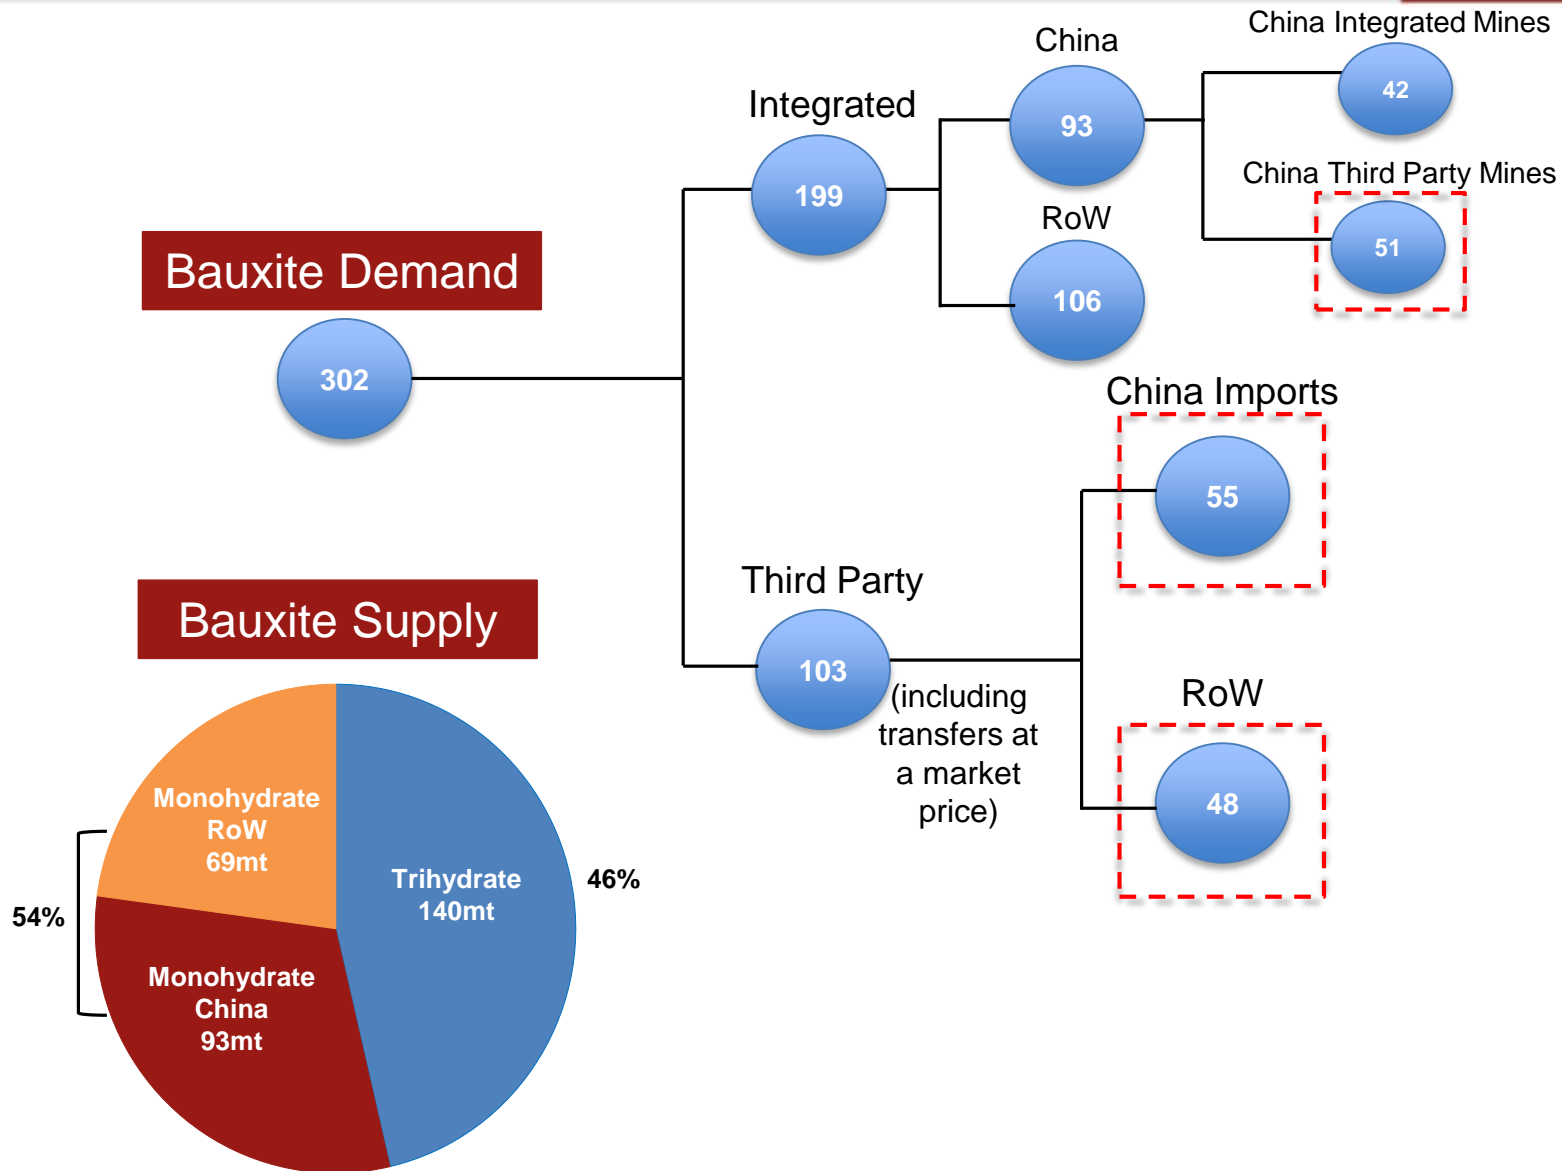 China Integrated Mines
42
China
93
Integrated
199
China Third Party Mines
51
RoW
106
Bauxite Demand
302
China Imports
55
Third Party
103
(including
transfers at
a market
price)
RoW
48
Bauxite Supply
Monohydrate
RoW
69mt
Trihydrate
140mt
46%
54%
Monohydrate
China
93mt